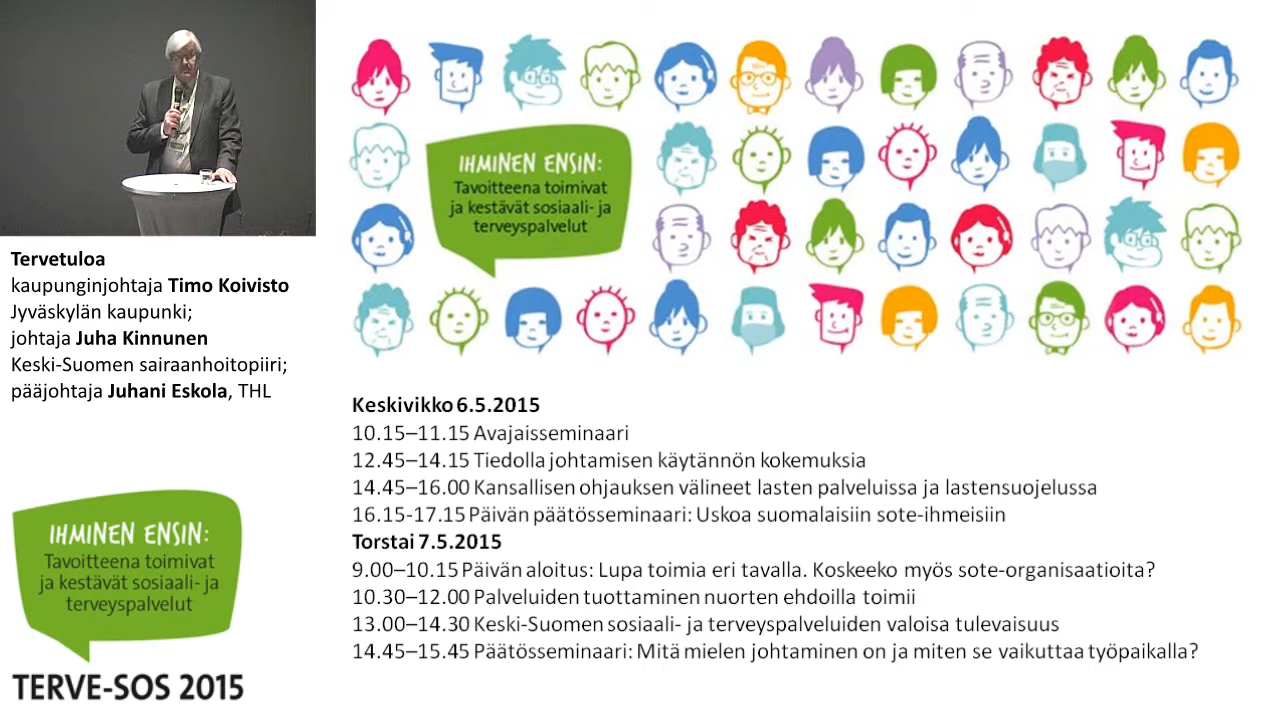 IHMINEN ENSIN:
Tavoitteena toimivat
ja kestävät sosiaali- ja
terveyspalvelut
Tervetuloa
kaupunginjohtaja Timo Koivisto
Jyväskylän kaupunki;
johtaja Juha Kinnunen
Keski-Suomen sairaanhoitopiiri;
pääjohtaja Juhani Eskola, THL
Keskivikko 6.5.2015
10.15–11.15 Avajaisseminaari
12.45–14.15 Tiedolla johtamisen käytännön kokemuksia
14.45–16.00 Kansallisen ohjauksen välineet lasten palveluissa ja lastensuojelussa
16.15-17.15 Päivän päätösseminaari: Uskoa suomalaisiin sote-ihmeisiin
Torstai 7.5.2015
9.00–10.15 Päivän aloitus: Lupa toimia eri tavalla. Koskeeko myös sote-organisaatioita?
10.30–12.00 Palveluiden tuottaminen nuorten ehdoilla toimii
13.00–14.30 Keski-Suomen sosiaali- ja terveyspalveluiden valoisa tulevaisuus
14.45–15.45 Päätösseminaari: Mitä mielen johtaminen on ja miten se vaikuttaa työpaikalla?
IHMINEN ENSIN:
Tavoitteena toimivat
ja kestävät sosiaali- ja
terveyspalvelut
TERVE-SOS 2015